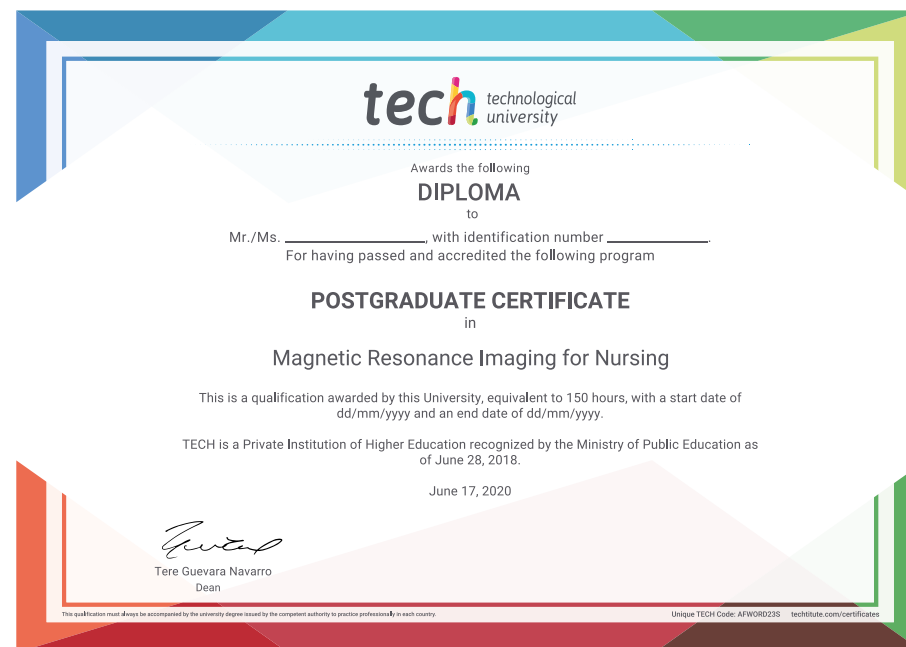 tech technological
university
Awards the following
DIPLOMA
to
Mr./Ms. ____________________, with identification number ______________.
For having passed and accredited the following program
POSTGRADUATE CERTIFICATE
in
Magnetic Resonance Imaging for Nursing
This is a qualification awarded by this University, equivalent to 150 hours, with a start date of
dd/mm/yyyy and an end date of dd/mm/yyyy.
TECH is a Private Institution of Higher Education recognized by the Ministry of Public Education as
of June 28, 2018.
June 17, 2020
Tere Guevara Navarro
Dean
This qualification must always be accompanied by the university degree issued by the competent authority to practice professionally in each country.
Unique TECH Code: AFWORD23S techtitute.com/certificates